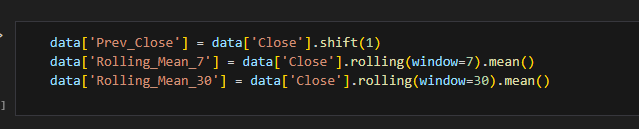 data['Prev_Close'] = data['Close'].shift(1)
data['Rolling_Mean_7'] = data['Close'].rolling(window=7).mean()
data['Rolling_Mean_30'] = data['Close'].rolling(window=30).mean()
]